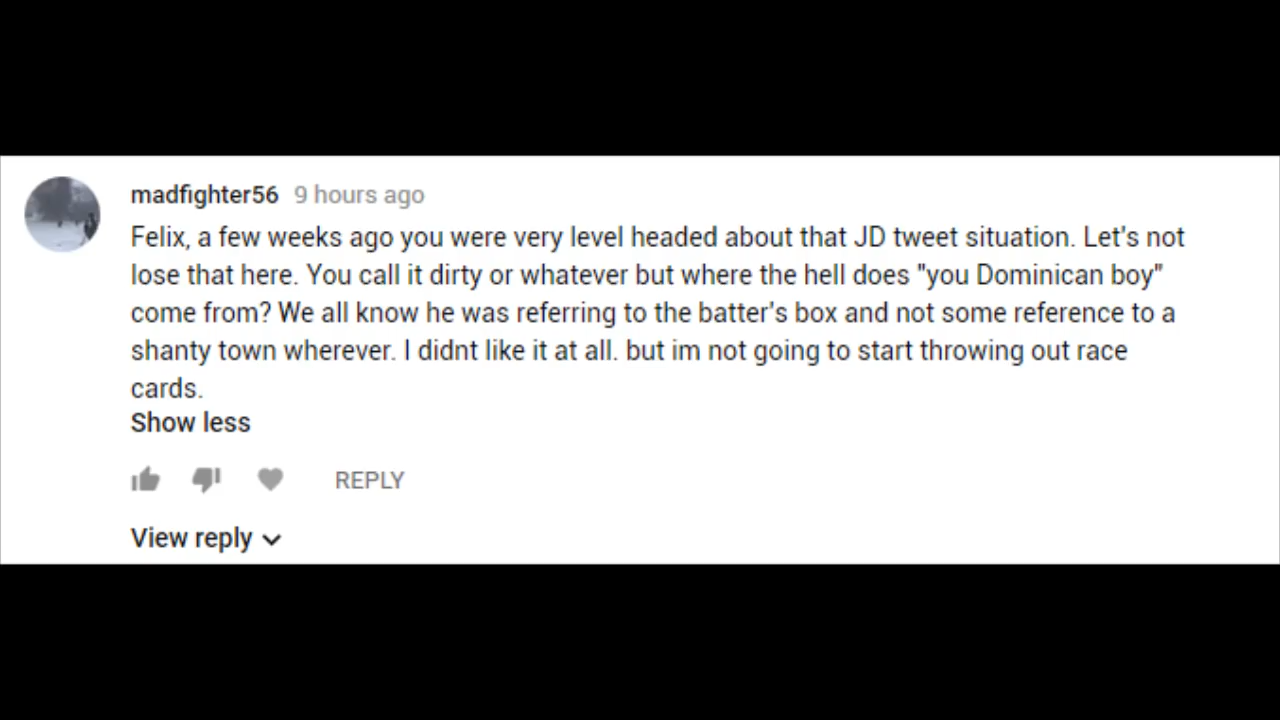 madfighter56 9 hours ago
Felix, a few weeks ago you were very level headed about that JD tweet situation. Let's not
lose that here. You call it dirty or whatever but where the hell does "you Dominican boy"
come from? We all know he was referring to the batter's box and not some reference to a
shanty town wherever. I didnt like it at all. but im not going to start throwing out race
cards.
Show less
REPLY
View reply